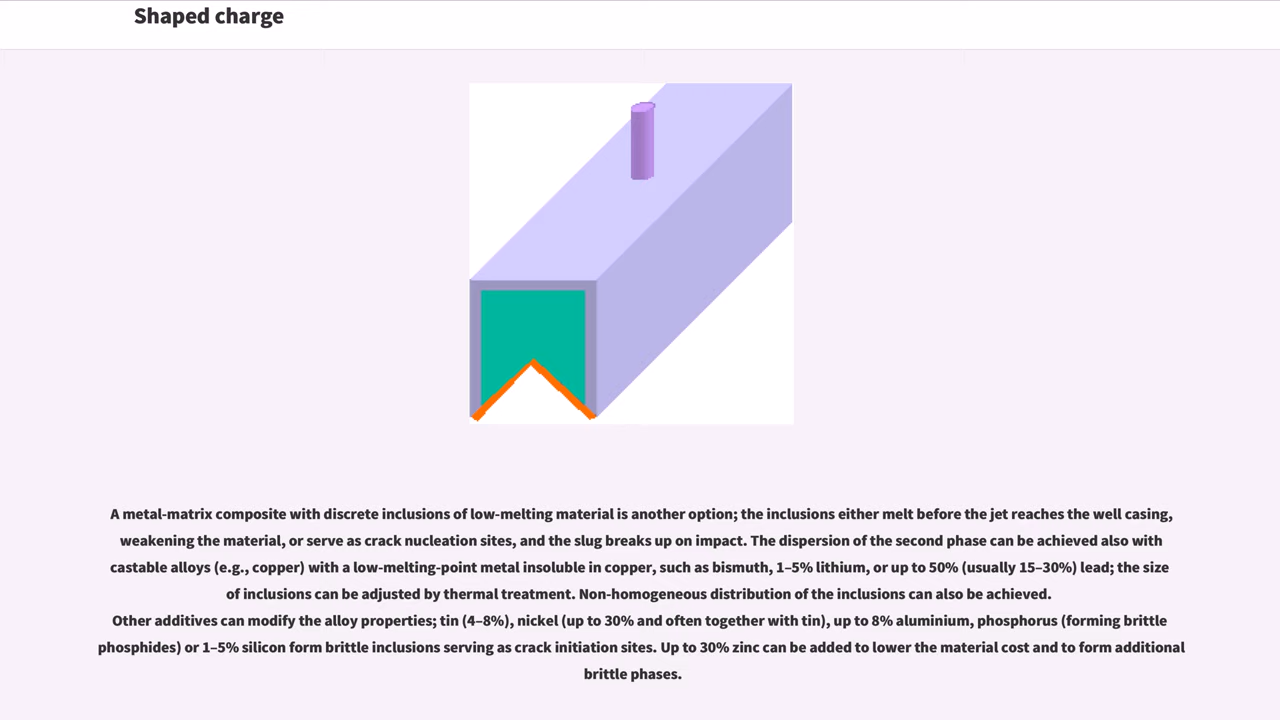 Shaped charge
A metal-matrix composite with discrete inclusions of low-melting material is another option; the inclusions either melt before the jet reaches the well casing,
weakening the material, or serve as crack nucleation sites, and the slug breaks up on impact. The dispersion of the second phase can be achieved also with
castable alloys (e.g., copper) with a low-melting-point metal insoluble in copper, such as bismuth, 1–5% lithium, or up to 50% (usually 15–30%) lead; the size
of inclusions can be adjusted by thermal treatment. Non-homogeneous distribution of the inclusions can also be achieved.
Other additives can modify the alloy properties; tin (4–8%), nickel (up to 30% and often together with tin), up to 8% aluminium, phosphorus (forming brittle
phosphides) or 1–5% silicon form brittle inclusions serving as crack initiation sites. Up to 30% zinc can be added to lower the material cost and to form additional
brittle phases.